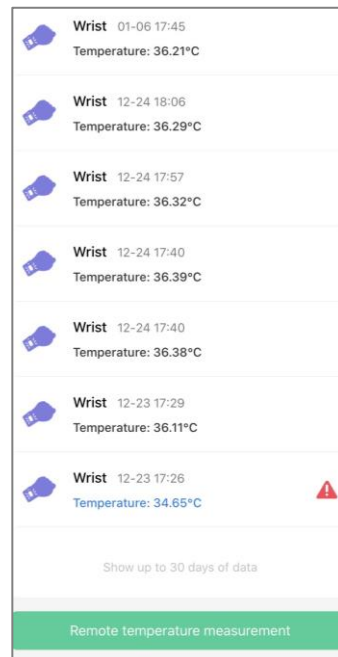 Wrist 01-06 17:45
Temperature: 36.21°C
Wrist 12-24 18:06
Temperature: 36.29°C
Wrist 12-24 17:57
Temperature: 36.32°C
Wrist 12-24 17:40
Temperature: 36.39°C
Wrist 12-24 17:40
Temperature: 36.38°C
Wrist 12-23 17:29
Temperature: 36.11°C
Wrist 12-23 17:26
Temperature: 34.65°C
Show up to 30 days of data
Remote temperature measurement